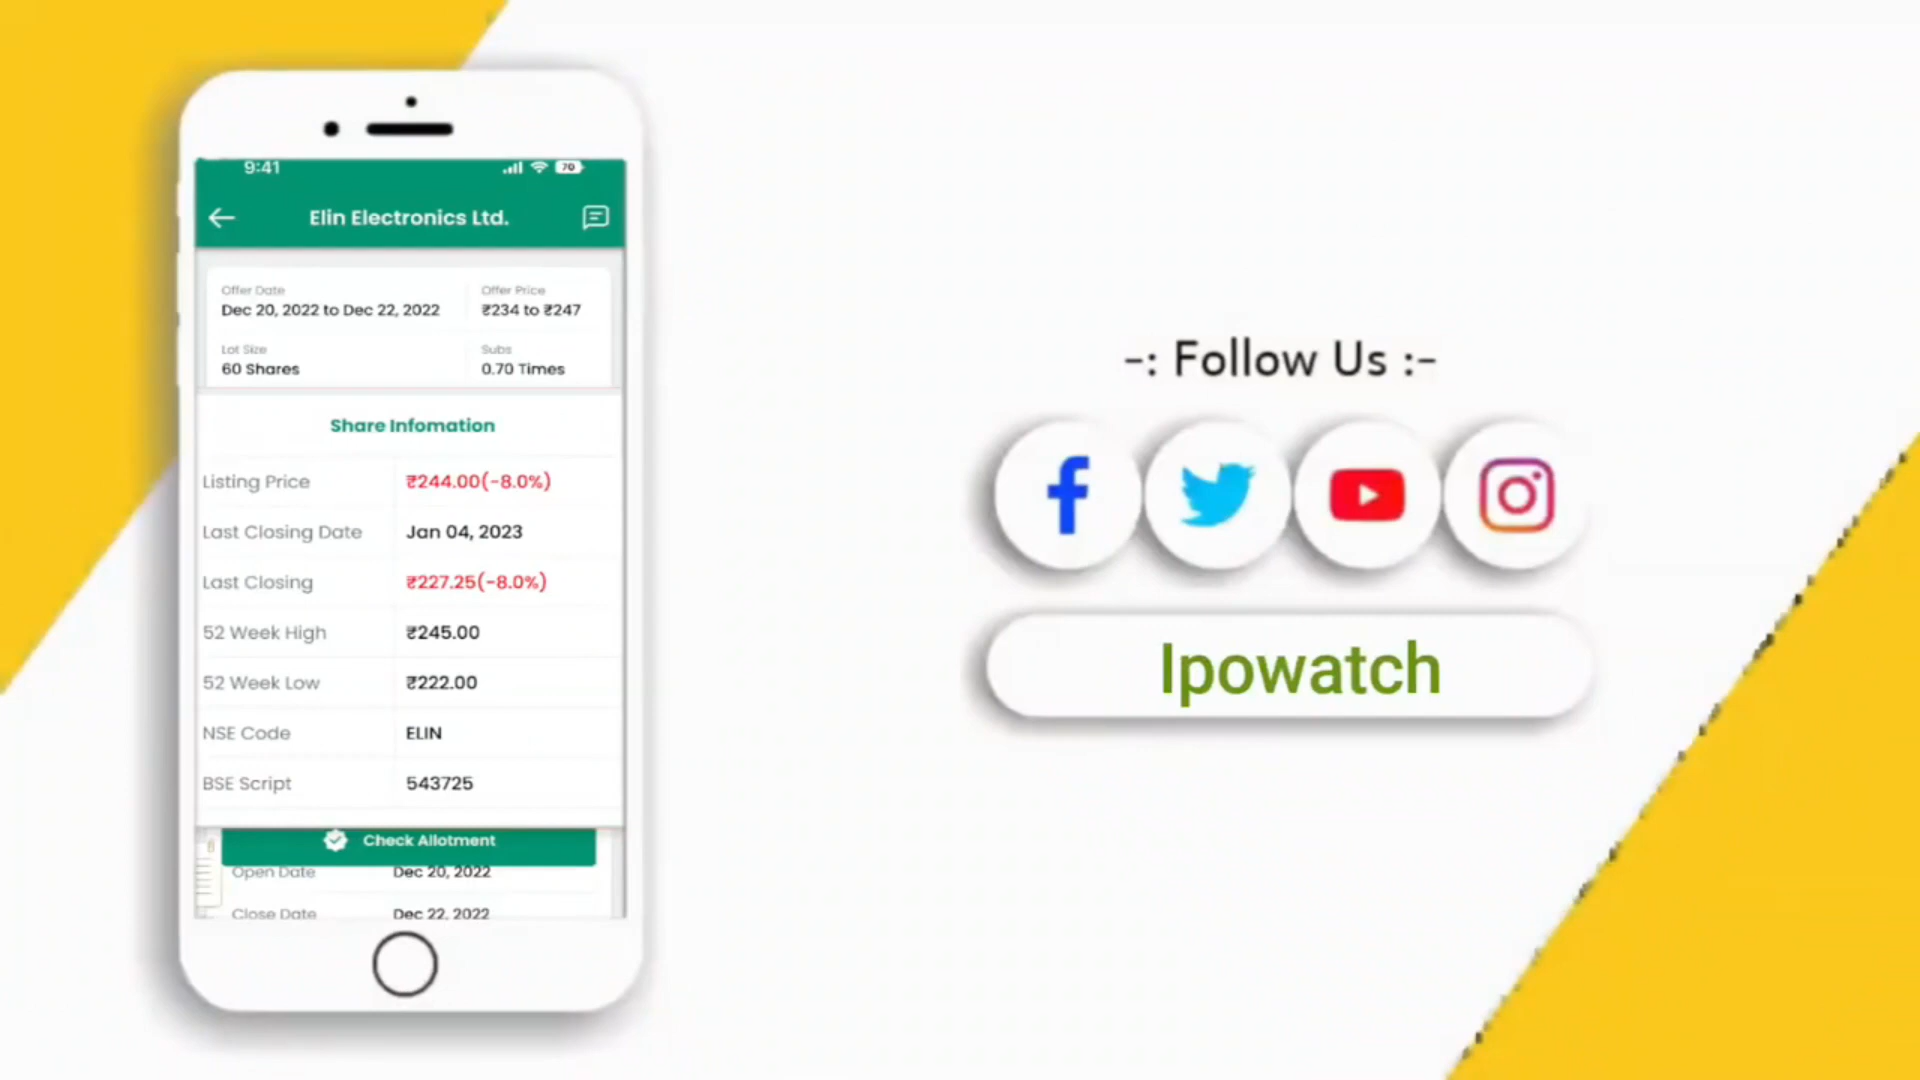 9:41
70
Elin Electronics Ltd.
Offer Date
Offer Price
Dec 20, 2022 to Dec 22, 2022
₹234 to ₹247
Lot Size
Subs
60 Shares
0.70 Times
Share Infomation
Listing Price
₹244.00(-8.0%)
Last Closing Date
Jan 04, 2023
Last Closing
₹227.25(-8.0%)
52 Week High
₹245.00
52 Week Low
₹222.00
NSE Code
ELIN
BSE Script
543725
Check Allotment
Open Date
Dec 20, 2022
Close Date
Dec 22, 2022
-: Follow Us :-
Ipowatch